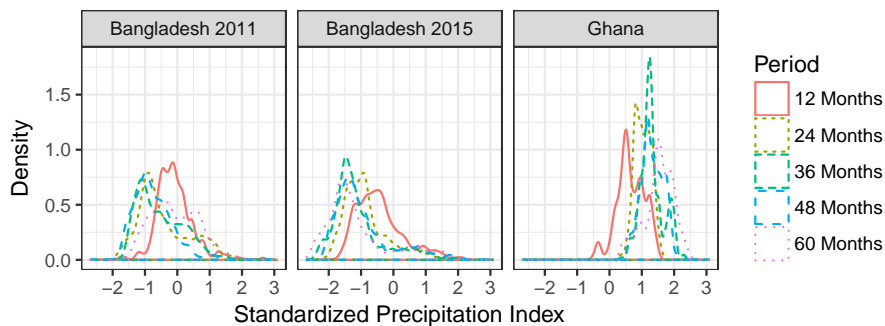 Bangladesh 2011 Bangladesh 2015 Ghana
1.5
1.0
0.5
0.0
Density
−2 −1 0 1 2 3 −2 −1 0 1 2 3 −2 −1 0 1 2 3
Standardized Precipitation Index
Period
12 Months
24 Months
36 Months
48 Months
60 Months